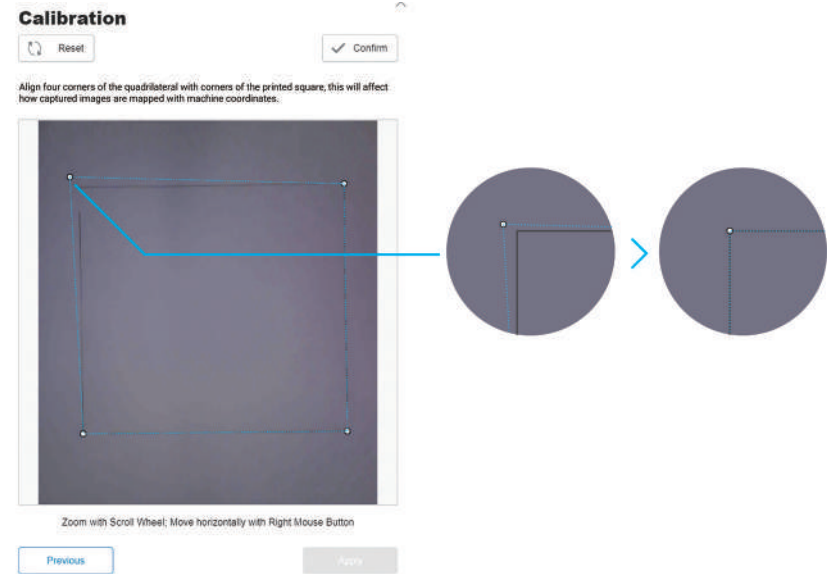 Calibration
Reset
Confirm
Align four corners of the quadrilateral with corners of the printed square, this will affect
how captured images are mapped with machine coordinates.
Zoom with Scroll Wheel; Move horizontally with Right Mouse Button
Previous
Apply